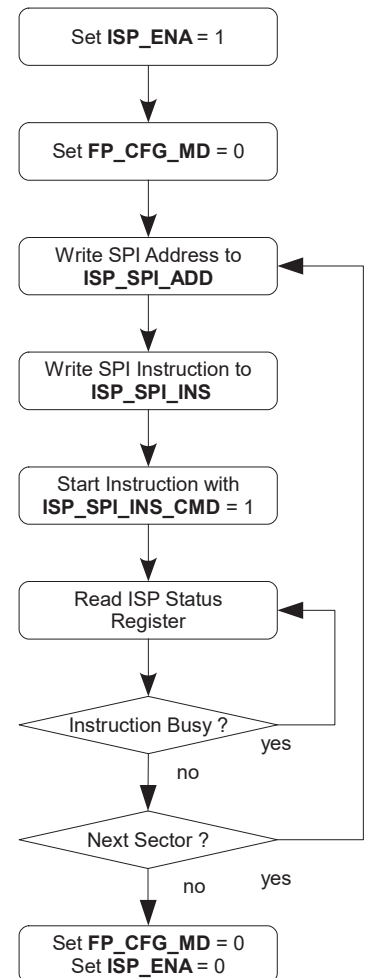 Set ISP_ENA = 1
Set FP_CFG_MD = 0
Write SPI Address to
ISP_SPI_ADD
Write SPI Instruction to
ISP_SPI_INS
Start Instruction with
ISP_SPI_INS_CMD = 1
Read ISP Status
Register
Instruction Busy ?
yes
no
Next Sector ?
yes
no
Set FP_CFG_MD = 0
Set ISP_ENA = 0